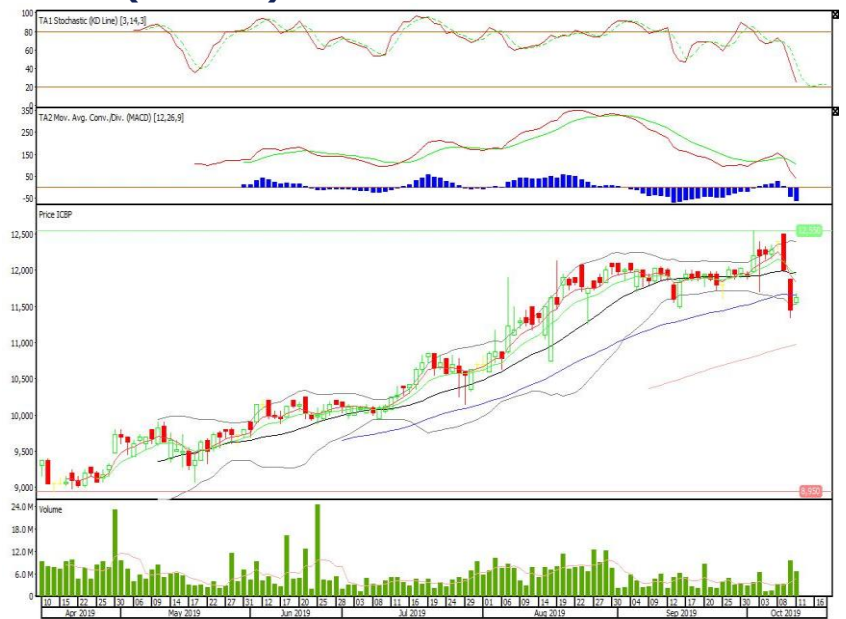 TA1 Stochastic (KD Line) [3,14,3]
100
80
60
40
20
0
TA2 Mov. Avg. Conv./Div. (MACD) [12,26,9]
350
250
150
50
-50
Price ICBP
12,550
12,500
12,000
11,500
11,000
10,500
10,000
9,500
9,000
8,950
Volume
24.0 M
18.0 M
12.0 M
6.0 M
0
10 15 22 25 30 06 09 14 17 22 27 31 12 17 20 25 28 03 08 11 16 19 24 29 01 06 09 14 19 22 27 30 04 09 12 17 20 25 30 03 08 11 16
Apr 2019 May 2019 Jun 2019 Jul 2019 Aug 2019 Sep 2019 Oct 2019